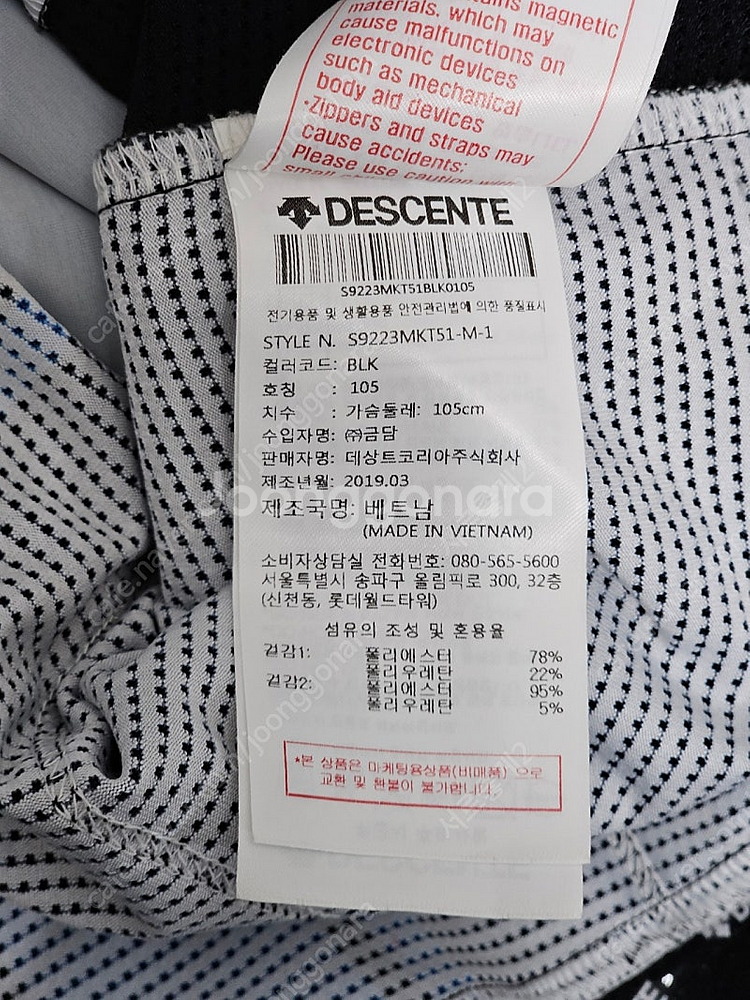 magnetic
materials, which may
cause malfunctions on
electronic devices
such as mechanical
body aid devices
•Zippers and straps may
cause accidents:
Please use caution with
DESCENTE
S9223MKT51BLK0105
전기용품 및 생활용품 안전관리법에 의한 품질표시
STYLE N. S9223MKT51-M-1
컬러코드: BLK
호칭 : 105
치수 : 가슴둘레: 105cm
수입자명: ㈜금담
판매자명: 데상트코리아주식회사
제조년월: 2019.03
제조국명: 베트남
(MADE IN VIETNAM)
소비자상담실 전화번호: 080-565-5600
서울특별시 송파구 올림픽로 300, 32층
(신천동, 롯데월드타워)
섬유의 조성 및 혼용율
겉감1: 폴리에스터 78%
폴리우레탄 22%
겉감2: 폴리에스터 95%
폴리우레탄 5%
*본 상품은 마케팅용상품(비매품) 으로
교환 및 환불이 불가합니다.
Joonggonara